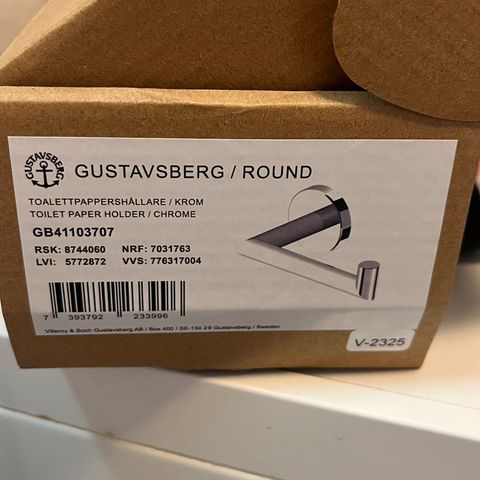 GUSTAVSBERG
GUSTAVSBERG / ROUND
TOALETTPAPPERSHÅLLARE / KROM
TOILET PAPER HOLDER / CHROME
GB41103707
RSK: 8744060 NRF: 7031763
LVI: 5772872 VVS: 776317004
7 393792 233996
Villeroy & Boch Gustavsberg AB / Box 400 / SE-134 29 Gustavsberg / Sweden
V-2325